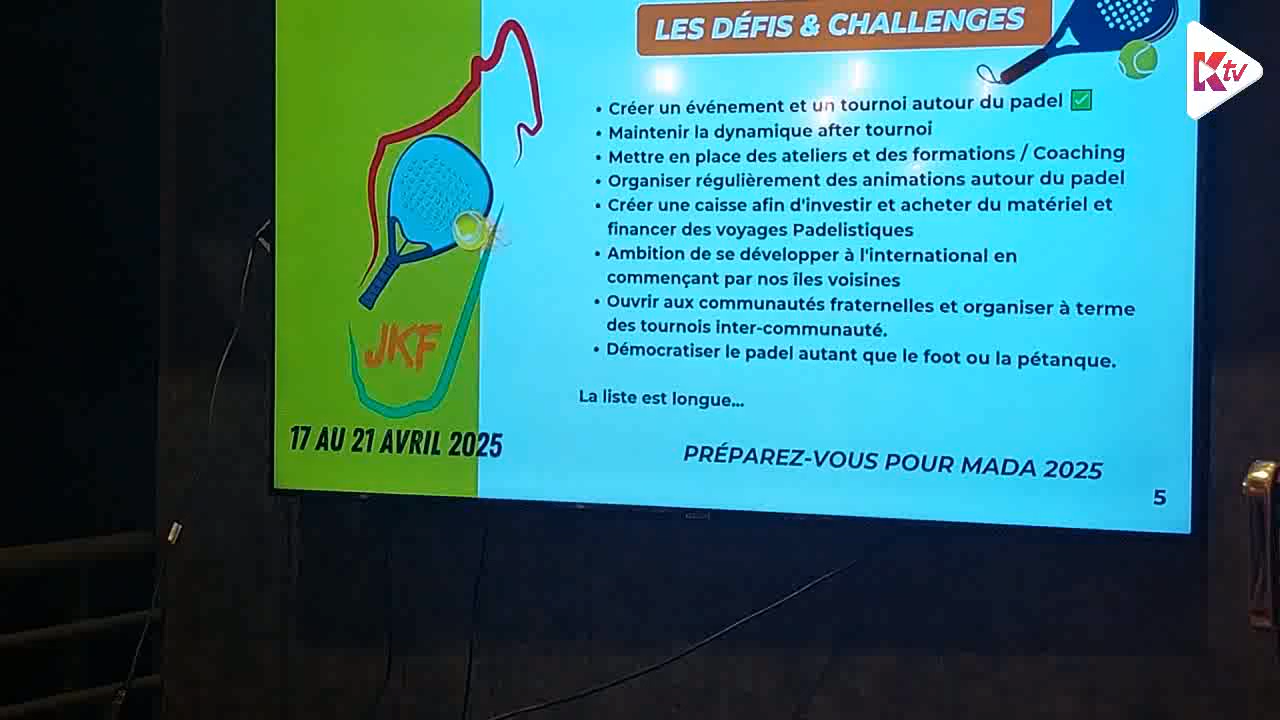 LES DÉFIS & CHALLENGES
Ktv
• Créer un événement et un tournoi autour du padel ✅
• Maintenir la dynamique after tournoi
• Mettre en place des ateliers et des formations / Coaching
• Organiser régulièrement des animations autour du padel
• Créer une caisse afin d'investir et acheter du matériel et
financer des voyages Padelistiques
• Ambition de se développer à l'international en
commençant par nos îles voisines
• Ouvrir aux communautés fraternelles et organiser à terme
des tournois inter-communauté.
• Démocratiser le padel autant que le foot ou la pétanque.
La liste est longue...
JKF
17 AU 21 AVRIL 2025
PRÉPAREZ-VOUS POUR MADA 2025
5